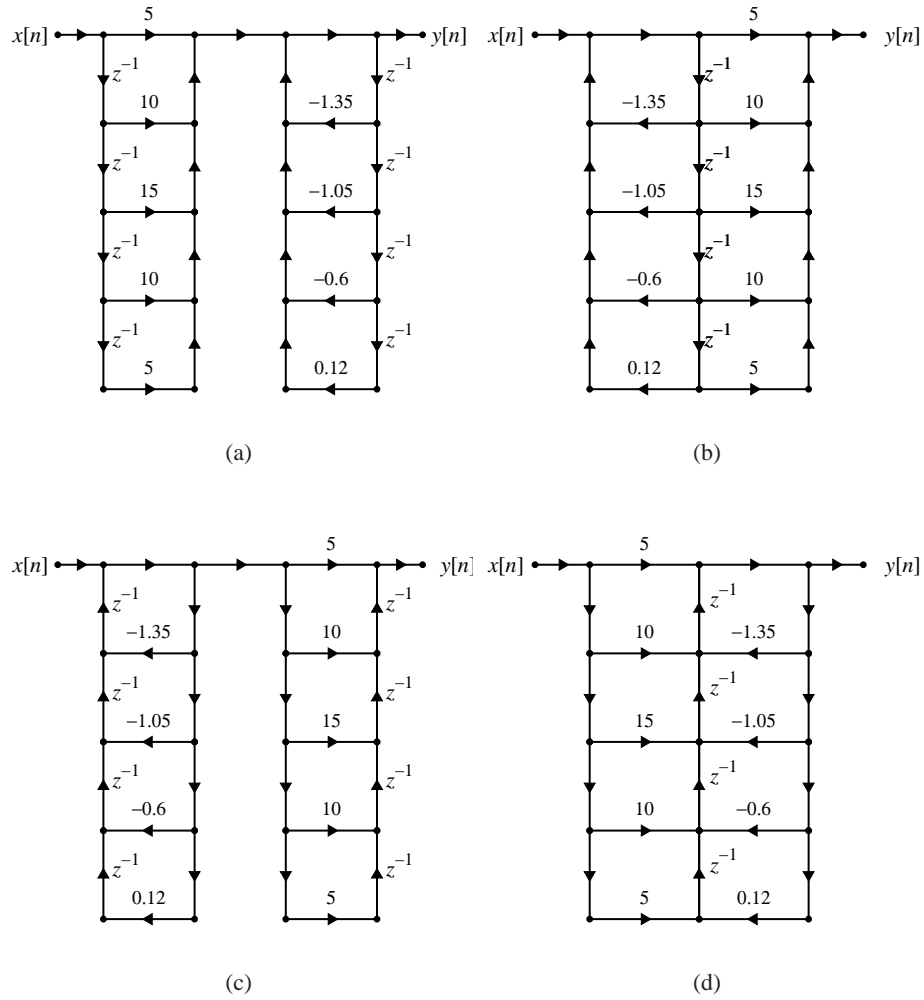 5 5
x[n] y[n] x[n] y[n]
z⁻¹ z⁻¹ z⁻¹
10 −1.35 −1.35 10
z⁻¹ z⁻¹ z⁻¹
15 −1.05 −1.05 15
z⁻¹ z⁻¹ z⁻¹
10 −0.6 −0.6 10
z⁻¹ z⁻¹ z⁻¹
5 0.12 0.12 5
(a) (b)
5 5
x[n] y[n] x[n] y[n]
z⁻¹ z⁻¹ z⁻¹
−1.35 10 10 −1.35
z⁻¹ z⁻¹ z⁻¹
−1.05 15 15 −1.05
z⁻¹ z⁻¹ z⁻¹
−0.6 10 10 −0.6
z⁻¹ z⁻¹ z⁻¹
0.12 5 5 0.12
(c) (d)